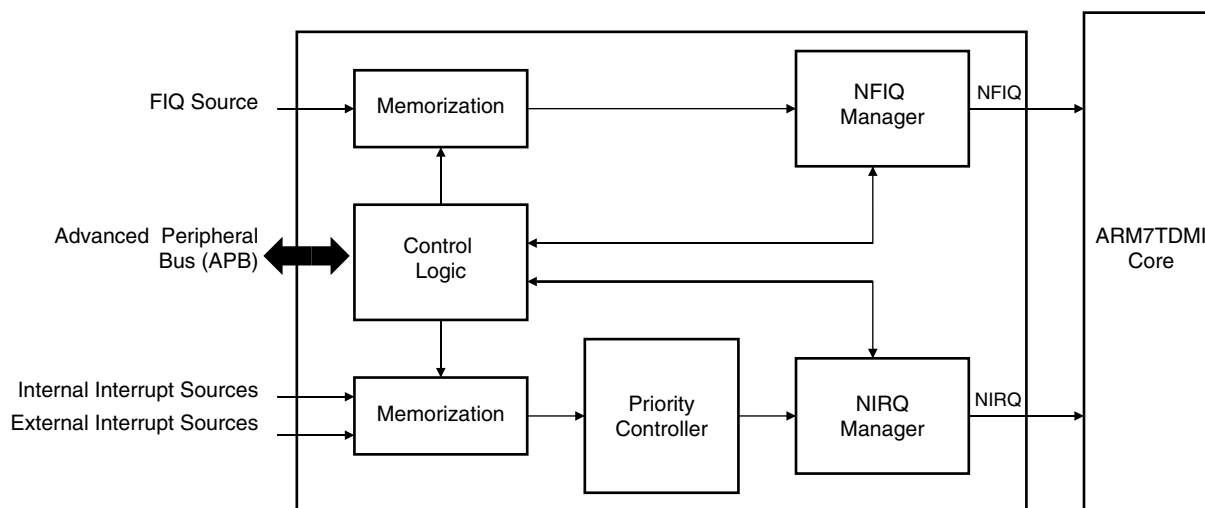 FIQ Source
Memorization
NFIQ
Manager
NFIQ
Advanced Peripheral
Bus (APB)
Control
Logic
ARM7TDMI
Core
Internal Interrupt Sources
External Interrupt Sources
Memorization
Priority
Controller
NIRQ
Manager
NIRQ